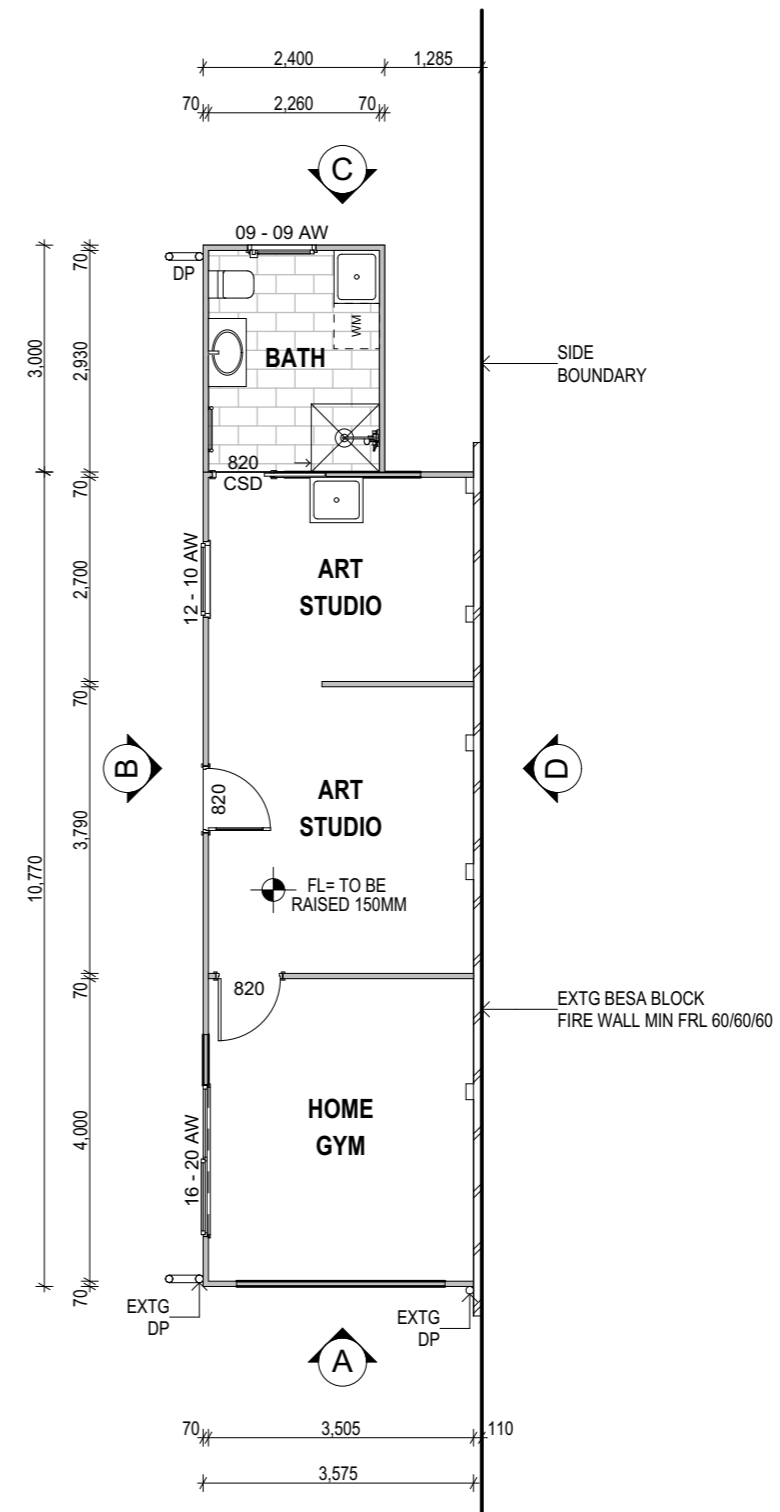 2,400
1,285
70
2,260
70
C
09 - 09 AW
DP
WM
BATH
SIDE
BOUNDARY
820
CSD
12 - 10 AW
ART
STUDIO
B
D
820
ART
STUDIO
FL= TO BE
RAISED 150MM
820
EXTG BESA BLOCK
FIRE WALL MIN FRL 60/60/60
HOME
GYM
16 - 20 AW
EXTG
DP
EXTG
DP
A
3,000
10,770
70
2,930
70
2,700
70
3,790
70
4,000
70
70
3,505
110
3,575